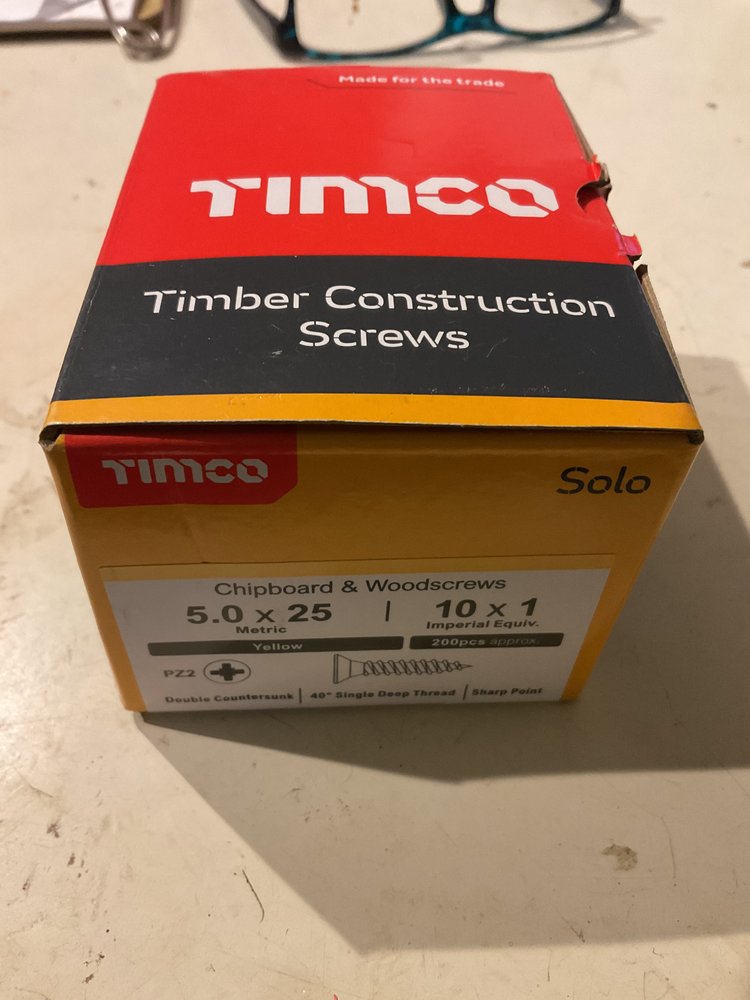 Made for the trade
TIMCO
Timber Construction
Screws
TIMCO
Solo
Chipboard & Woodscrews
5.0 x 25 | 10 x 1
Metric Imperial Equiv.
Yellow 200pcs approx.
PZ2
Double Countersunk | 40° Single Deep Thread | Sharp Point